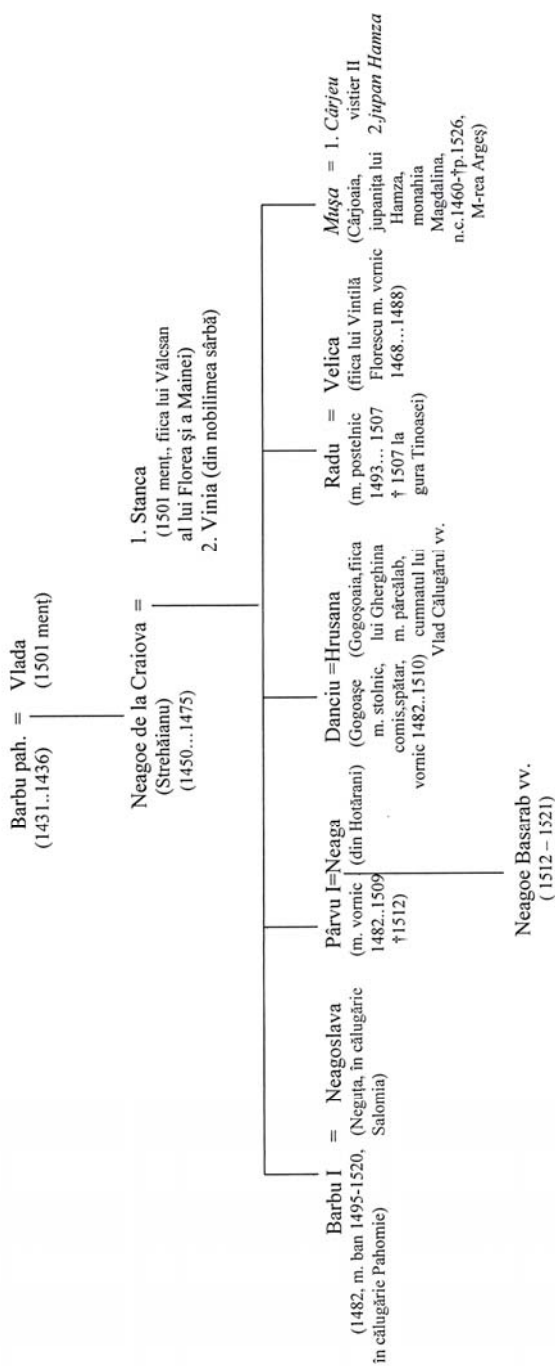 Barbu pah. = Vlada
(1431..1436) (1501 menț)
Neagoe de la Craiova =
(Strehăianu)
(1450...1475)
1. Stanca
(1501 menț,, fiica lui Vâlcsan
al lui Florea și a Mainei)
2. Vinia (din nobilimea sârbă)
Barbu I = Neagoslava
(1482, m. ban 1495-1520,
în călugărie Pahomie)
(Neguța, în călugărie
Salomia)
Pârvu I=Neaga
(m. vornic
1482..1509
†1512)
(din Hotărani)
Danciu =Hrusana
(Gogoașe
m. stolnic,
comis,spătar,
vornic 1482..1510)
(Gogoșoaia,fiica
lui Gherghina
m. pârcălab,
cumnatul lui
Vlad Călugărul vv.
Radu = Velica
(m. postelnic
1493... 1507
† 1507 la
gura Tinoasei)
(fiica lui Vintilă
Florescu m. vornic
1468...1488)
Mușa = 1. Cârjeu
vistier II
2.jupan Hamza
(Cârjoaia,
jupanița lui
Hamza,
monahia
Magdalina,
n.c.1460-†p.1526,
M-rea Argeș)
Neagoe Basarab vv.
( 1512 – 1521)